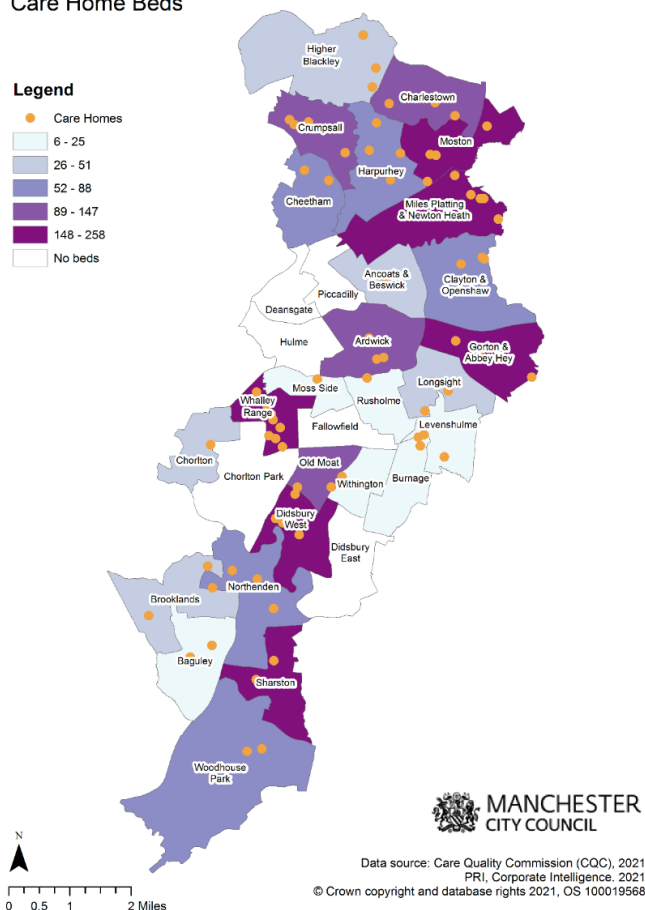 Care Home Beds
Legend
Care Homes
6 - 25
26 - 51
52 - 88
89 - 147
148 - 258
No beds
Higher
Blackley
Charlestown
Crumpsall
Moston
Harpurhey
Cheetham
Miles Platting
& Newton Heath
Ancoats &
Beswick
Clayton &
Openshaw
Piccadilly
Deansgate
Hulme
Ardwick
Gorton &
Abbey Hey
Moss Side
Longsight
Rusholme
Whalley
Range
Fallowfield
Levenshulme
Chorlton
Old Moat
Chorlton Park
Withington
Burnage
Didsbury
West
Didsbury
East
Northenden
Brooklands
Baguley
Sharston
Woodhouse
Park
MANCHESTER
CITY COUNCIL
N
0 0.5 1 2 Miles
Data source: Care Quality Commission (CQC), 2021
PRI, Corporate Intelligence. 2021
© Crown copyright and database rights 2021, OS 100019568